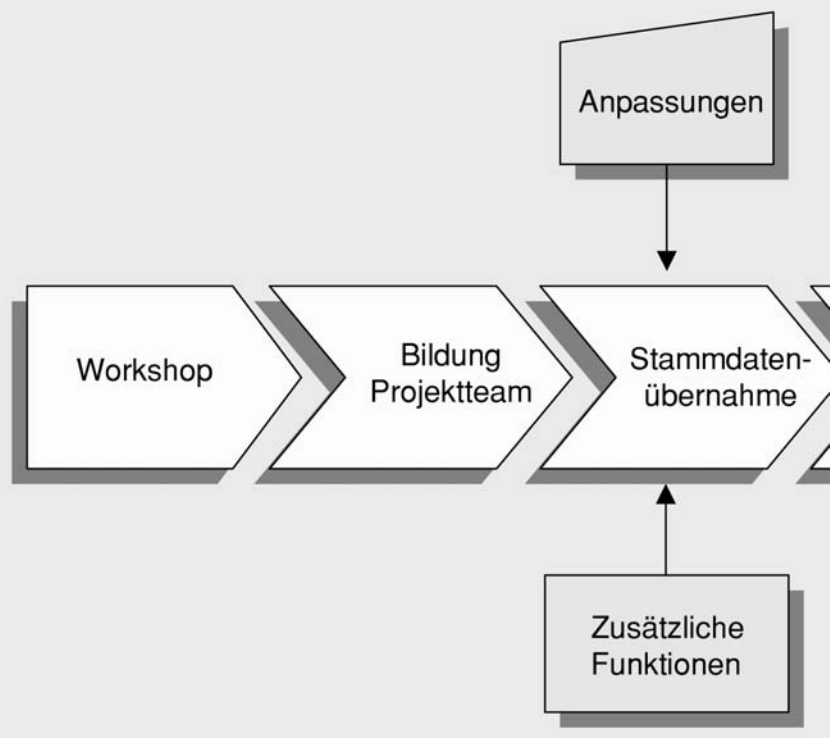 Anpassungen
Workshop
Bildung
Projektteam
Stammdaten-
übernahme
Zusätzliche
Funktionen